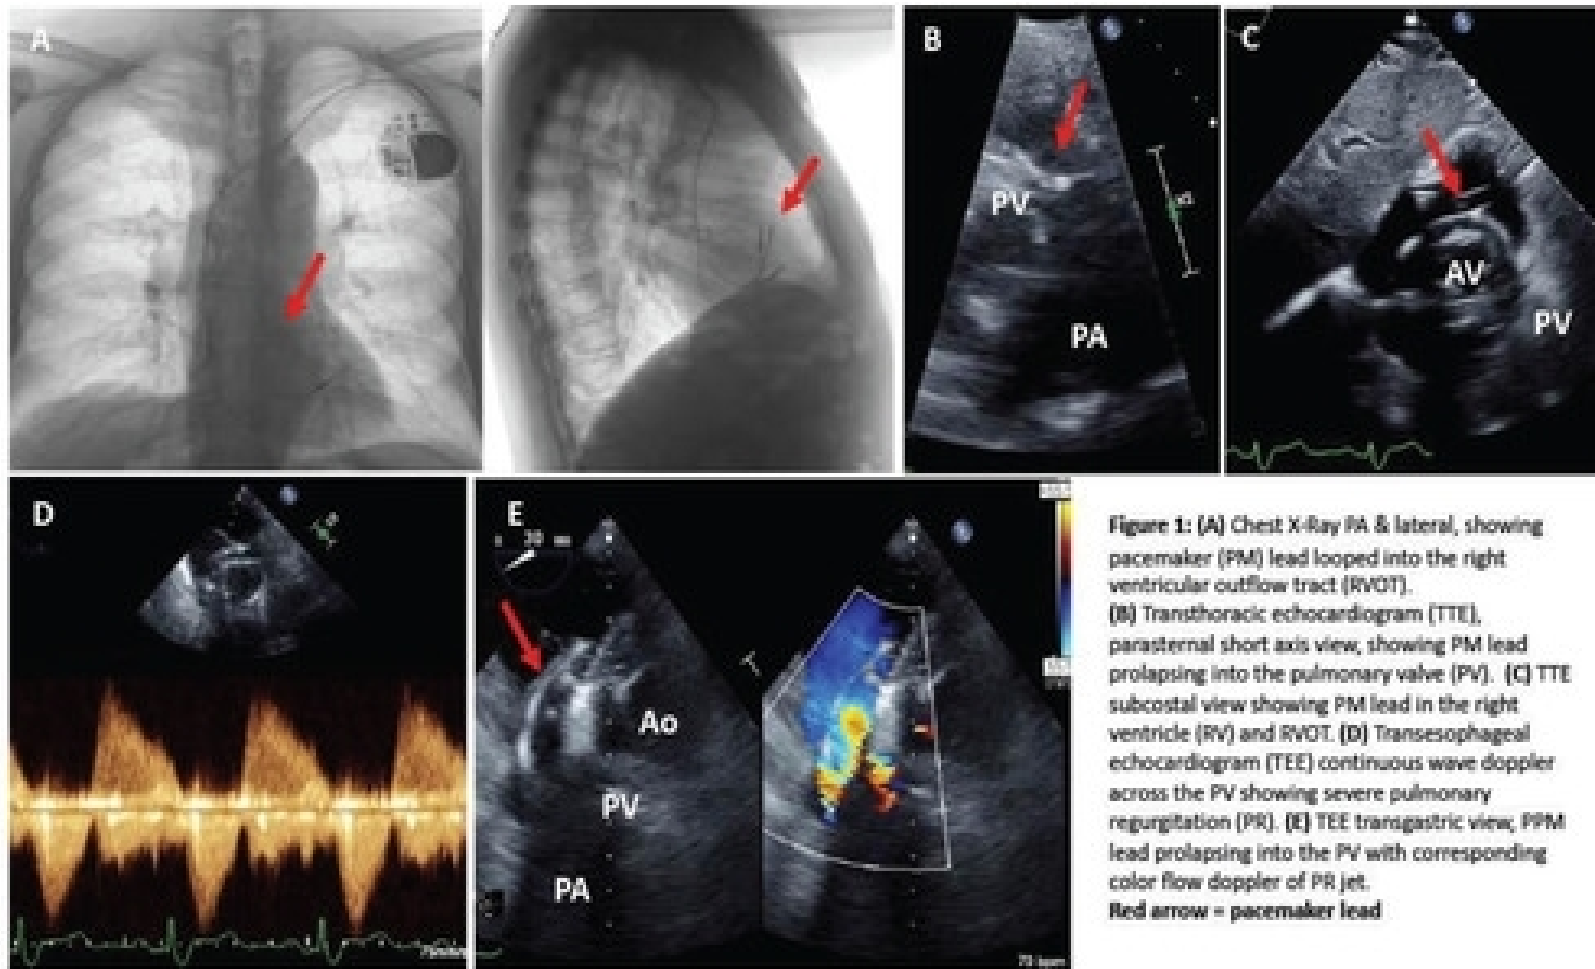 A
B
C
PV
PA
AV
PV
D
E
Ao
PV
PA
Figure 1: (A) Chest X-Ray PA & lateral, showing
pacemaker (PM) lead looped into the right
ventricular outflow tract (RVOT).
(B) Transthoracic echocardiogram (TTE),
parasternal short axis view, showing PM lead
prolapsing into the pulmonary valve (PV). (C) TTE
subcostal view showing PM lead in the right
ventricle (RV) and RVOT. (D) Transesophageal
echocardiogram (TEE) continuous wave doppler
across the PV showing severe pulmonary
regurgitation (PR). (E) TEE transgastric view, PPM
lead prolapsing into the PV with corresponding
color flow doppler of PR jet.
Red arrow = pacemaker lead